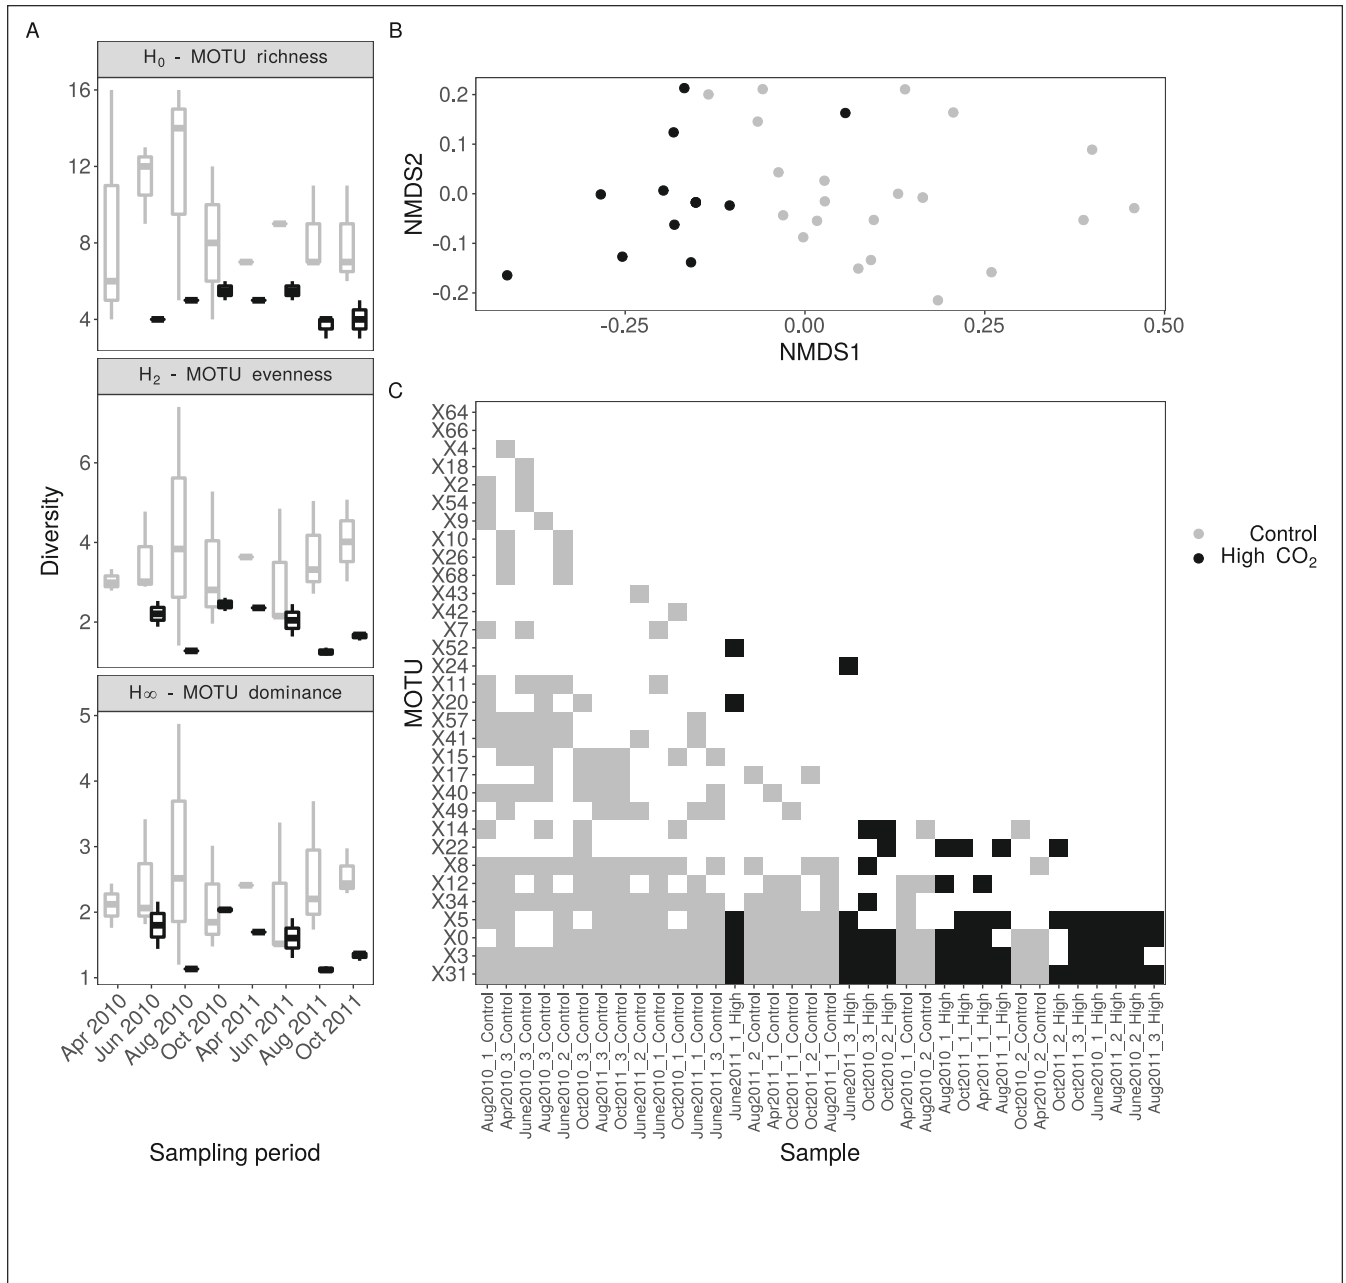 A
H0 - MOTU richness
16
12
8
4
H2 - MOTU evenness
6
4
2
H∞ - MOTU dominance
5
4
3
2
1
Diversity
Apr 2010
Jun 2010
Aug 2010
Oct 2010
Apr 2011
Jun 2011
Aug 2011
Oct 2011
Sampling period
B
0.2
0.1
0.0
-0.1
-0.2
NMDS2
-0.25
0.00
0.25
0.50
NMDS1
C
X64
X66
X4
X18
X2
X54
X9
X10
X26
X68
X43
X42
X7
X52
X24
X11
X20
X57
X41
X15
X17
X40
X49
X14
X22
X8
X12
X34
X5
X0
X3
X31
MOTU
Aug2010_1_Control
Apr2010_3_Control
June2010_3_Control
Aug2010_3_Control
June2010_2_Control
Oct2010_3_Control
Aug2011_3_Control
Oct2011_3_Control
June2011_2_Control
June2010_1_Control
Oct2010_1_Control
June2011_1_Control
June2011_3_Control
June2011_1_High
Aug2011_2_Control
Apr2011_1_Control
Oct2011_1_Control
Oct2011_2_Control
Aug2011_1_Control
June2011_3_High
Oct2010_3_High
Oct2010_2_High
Apr2010_1_Control
Aug2010_2_Control
Aug2010_1_High
Oct2011_1_High
Apr2011_1_High
Aug2011_1_High
Oct2010_2_Control
Apr2010_2_Control
Oct2011_2_High
Oct2011_3_High
June2010_1_High
Aug2011_2_High
June2010_2_High
Aug2011_3_High
Sample
Control
High CO2